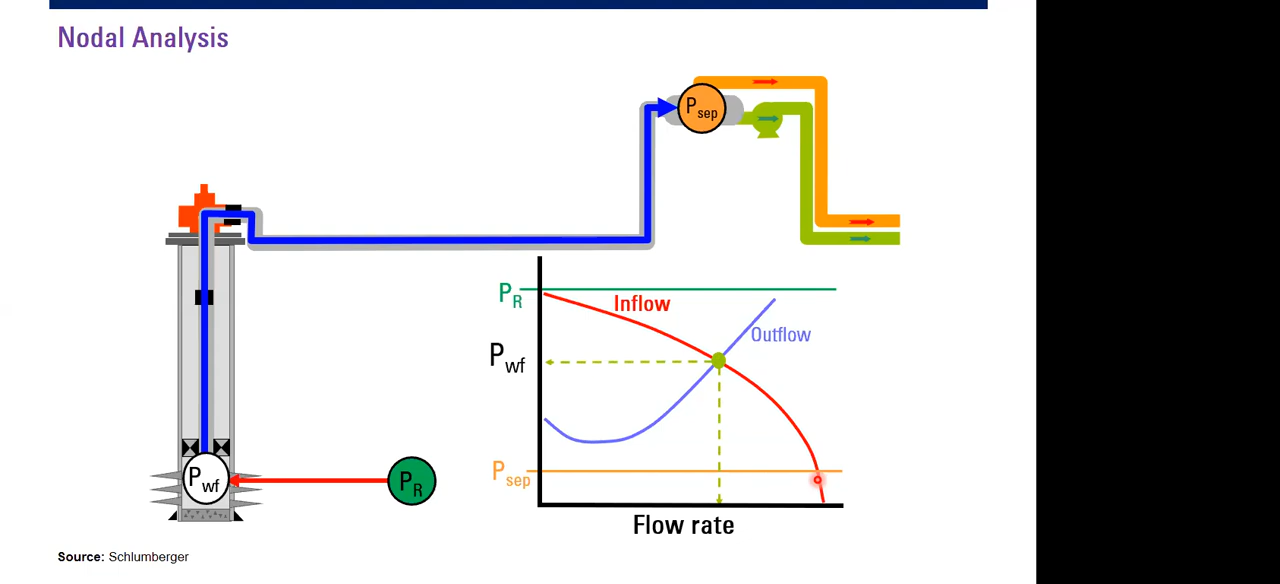 Nodal Analysis
Psep
PR
Inflow
Outflow
Pwf
Pwf
PR
Psep
Flow rate
Source: Schlumberger